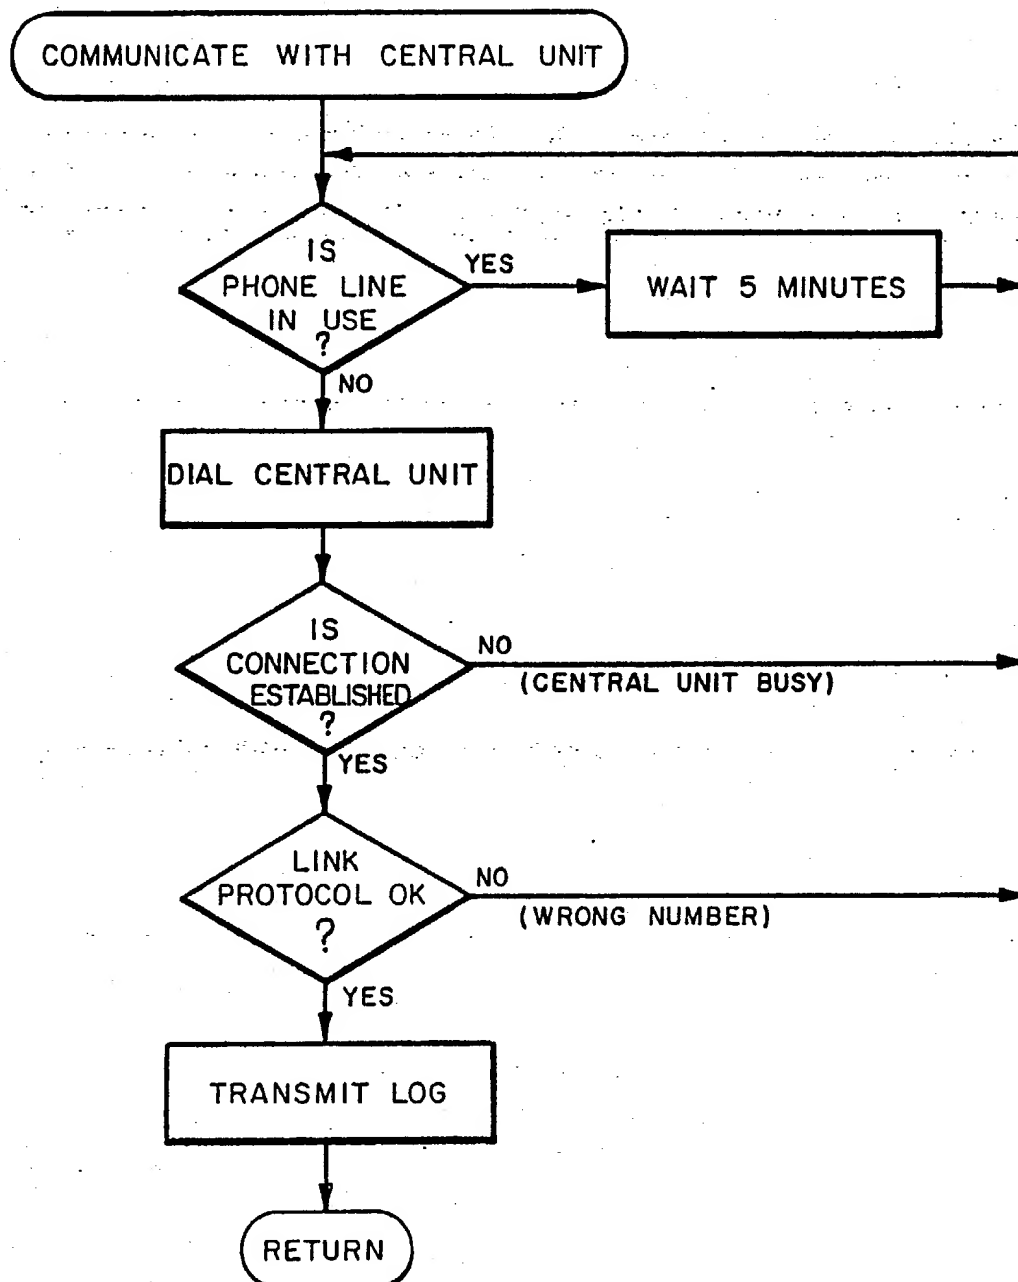 COMMUNICATE WITH CENTRAL UNIT
IS
PHONE LINE
IN USE
?
YES
WAIT 5 MINUTES
NO
DIAL CENTRAL UNIT
IS
CONNECTION
ESTABLISHED
?
NO
(CENTRAL UNIT BUSY)
YES
LINK
PROTOCOL OK
?
NO
(WRONG NUMBER)
YES
TRANSMIT LOG
RETURN